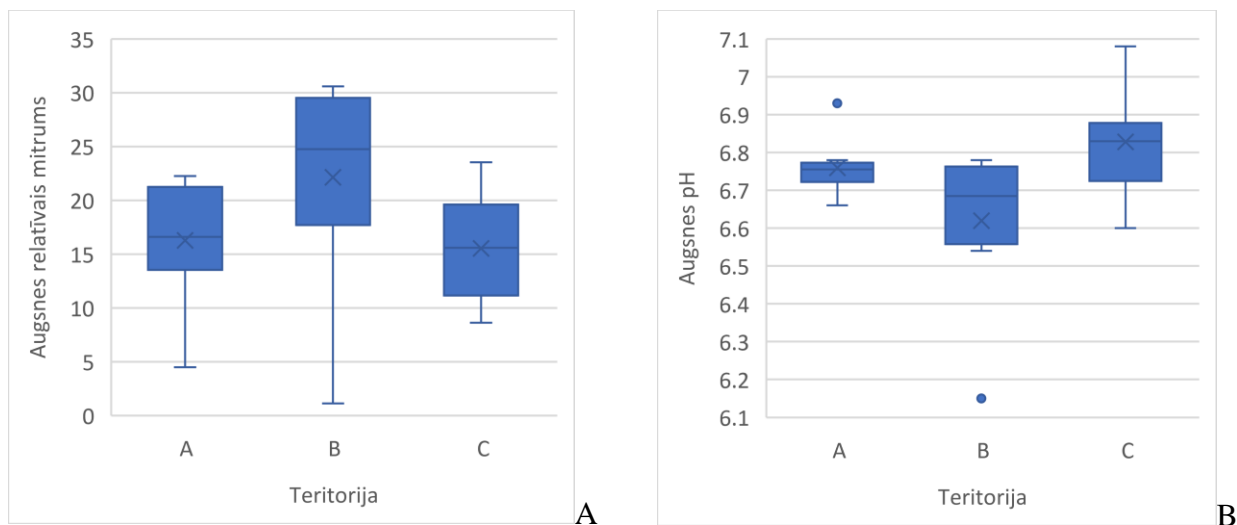 35
30
25
20
15
10
5
0
Augsnes relatīvais mitrums
A B C
Teritorija
A
7.1
7
6.9
6.8
6.7
6.6
6.5
6.4
6.3
6.2
6.1
Augsnes pH
A B C
Teritorija
B